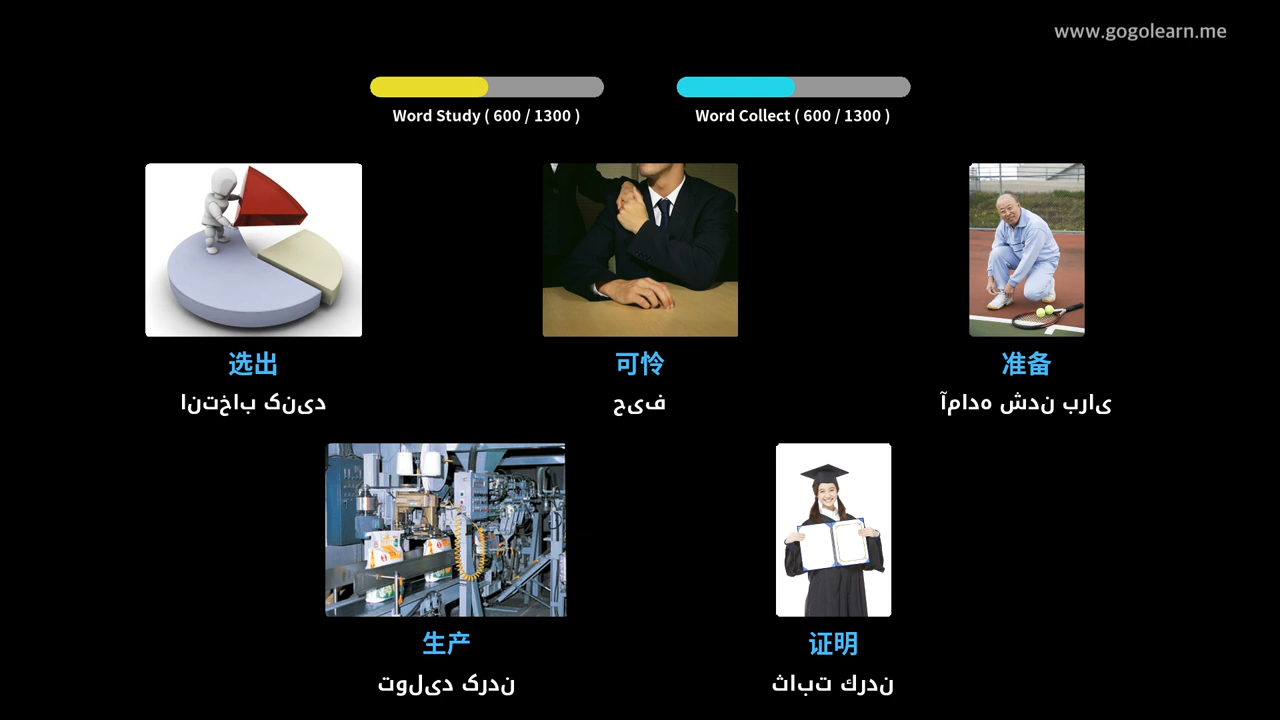 www.gogolearn.me
Word Study ( 600 / 1300 )
Word Collect ( 600 / 1300 )
选出
انتخاب کنید
可怜
حیف
准备
آماده شدن برای
生产
تولید کردن
证明
ثابت كردن